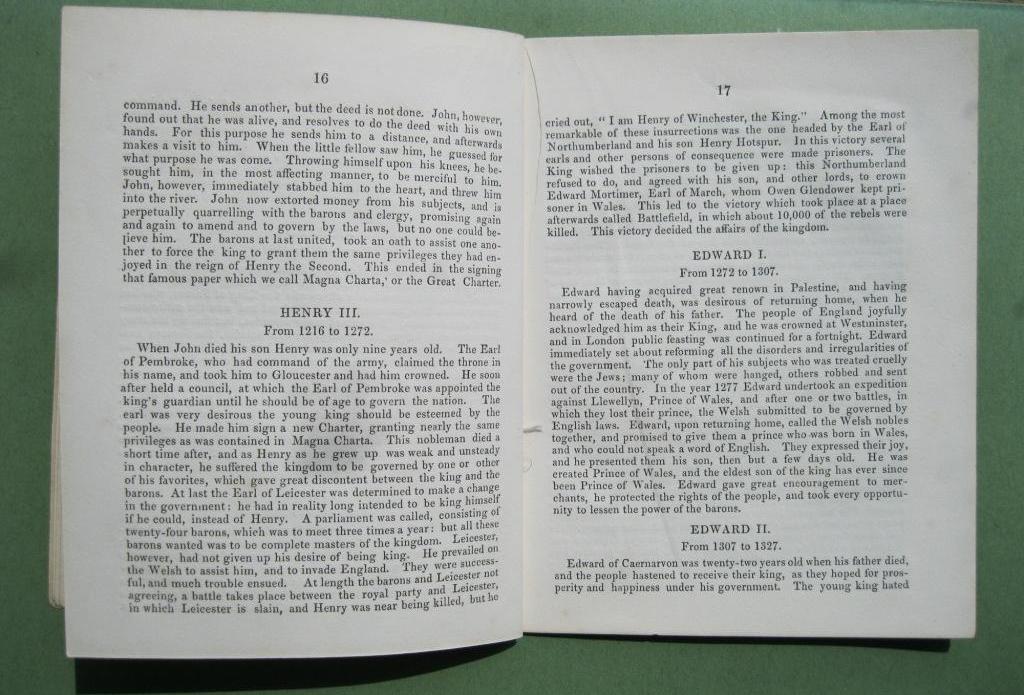 16
command. He sends another, but the deed is not done. John, however,
found out that he was alive, and resolves to do the deed with his own
hands. For this purpose he sends him to a distance, and afterwards
makes a visit to him. When the little fellow saw him, he guessed for
what purpose he was come. Throwing himself upon his knees, he be-
sought him, in the most affecting manner, to be merciful to him.
John, however, immediately stabbed him to the heart, and threw him
into the river. John now extorted money from his subjects, and is
perpetually quarrelling with the barons and clergy, promising again
and again to amend and to govern by the laws, but no one could be-
lieve him. The barons at last united, took an oath to assist one ano-
ther to force the king to grant them the same privileges they had en-
joyed in the reign of Henry the Second. This ended in the signing
that famous paper which we call Magna Charta, or the Great Charter.
HENRY III.
From 1216 to 1272.
When John died his son Henry was only nine years old. The Earl
of Pembroke, who had command of the army, claimed the throne in
his name, and took him to Gloucester and had him crowned. He soon
after held a council, at which the Earl of Pembroke was appointed the
king's guardian until he should be of age to govern the nation. The
earl was very desirous the young king should be esteemed by the
people. He made him sign a new Charter, granting nearly the same
privileges as was contained in Magna Charta. This nobleman died a
short time after, and as Henry as he grew up was weak and unsteady
in character, he suffered the kingdom to be governed by one or other
of his favorites, which gave great discontent between the king and the
barons. At last the Earl of Leicester was determined to make a change
in the government: he had in reality long intended to be king himself
if he could, instead of Henry. A parliament was called, consisting of
twenty-four barons, which was to meet three times a year: but all these
barons wanted was to be complete masters of the kingdom. Leicester,
however, had not given up his desire of being king. He prevailed on
the Welsh to assist him, and to invade England. They were success-
ful, and much trouble ensued. At length the barons and Leicester not
agreeing, a battle takes place between the royal party and Leicester,
in which Leicester is slain, and Henry was near being killed, but he
17
cried out, "I am Henry of Winchester, the King." Among the most
remarkable of these insurrections was the one headed by the Earl of
Northumberland and his son Henry Hotspur. In this victory several
earls and other persons of consequence were made prisoners. The
King wished the prisoners to be given up: this Northumberland
refused to do, and agreed with his son, and other lords, to crown
Edward Mortimer, Earl of March, whom Owen Glendower kept pri-
soner in Wales. This led to the victory which took place at a place
afterwards called Battlefield, in which about 10,000 of the rebels were
killed. This victory decided the affairs of the kingdom.
EDWARD I.
From 1272 to 1307.
Edward having acquired great renown in Palestine, and having
narrowly escaped death, was desirous of returning home, when he
heard of the death of his father. The people of England joyfully
acknowledged him as their King, and he was crowned at Westminster,
and in London public feasting was continued for a fortnight. Edward
immediately set about reforming all the disorders and irregularities of
the government. The only part of his subjects who was treated cruelly
were the Jews; many of whom were hanged, others robbed and sent
out of the country. In the year 1277 Edward undertook an expedition
against Llewellyn, Prince of Wales, and after one or two battles, in
which they lost their prince, the Welsh submitted to be governed by
English laws. Edward, upon returning home, called the Welsh nobles
together, and promised to give them a prince who was born in Wales,
and who could not speak a word of English. They expressed their joy,
and he presented them his son, then but a few days old. He was
created Prince of Wales, and the eldest son of the king has ever since
been Prince of Wales. Edward gave great encouragement to mer-
chants, he protected the rights of the people, and took every opportu-
nity to lessen the power of the barons.
EDWARD II.
From 1307 to 1327.
Edward of Caernarvon was twenty-two years old when his father died,
and the people hastened to receive their king, as they hoped for pros-
perity and happiness under his government. The young king hated